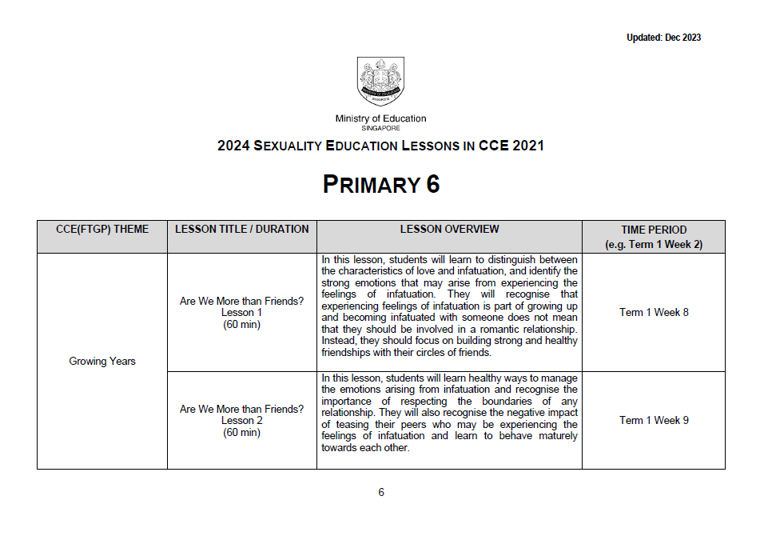 Updated: Dec 2023
Ministry of Education
SINGAPORE
2024 SEXUALITY EDUCATION LESSONS IN CCE 2021
PRIMARY 6
CCE(FTGP) THEME
LESSON TITLE / DURATION
LESSON OVERVIEW
TIME PERIOD
(e.g. Term 1 Week 2)
Growing Years
Are We More than Friends?
Lesson 1
(60 min)
In this lesson, students will learn to distinguish between
the characteristics of love and infatuation, and identify the
strong emotions that may arise from experiencing the
feelings of infatuation. They will recognise that
experiencing feelings of infatuation is part of growing up
and becoming infatuated with someone does not mean
that they should be involved in a romantic relationship.
Instead, they should focus on building strong and healthy
friendships with their circles of friends.
Term 1 Week 8
Are We More than Friends?
Lesson 2
(60 min)
In this lesson, students will learn healthy ways to manage
the emotions arising from infatuation and recognise the
importance of respecting the boundaries of any
relationship. They will also recognise the negative impact
of teasing their peers who may be experiencing the
feelings of infatuation and learn to behave maturely
towards each other.
Term 1 Week 9
6